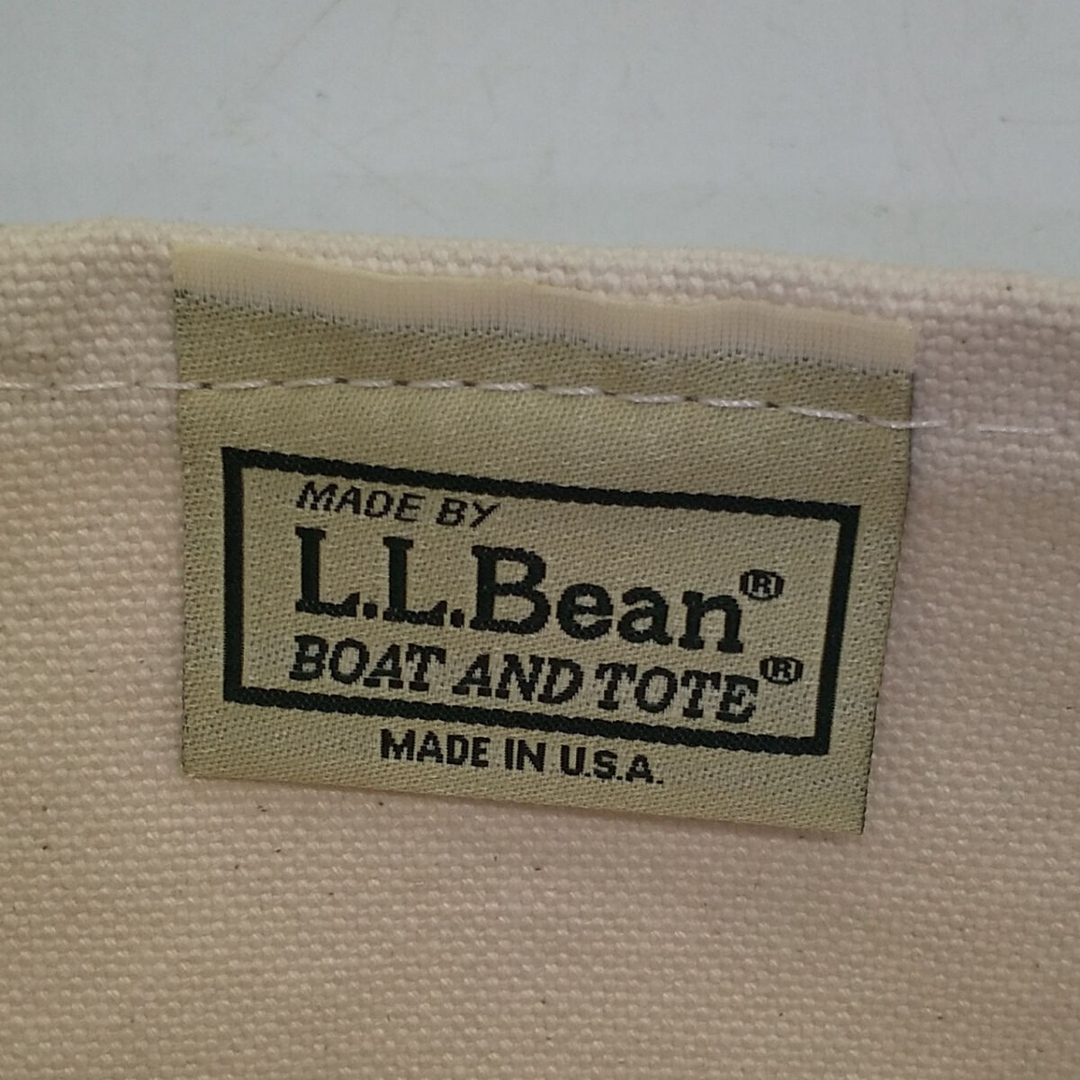 MADE BY
L.L.Bean®
BOAT AND TOTE®
MADE IN U.S.A.